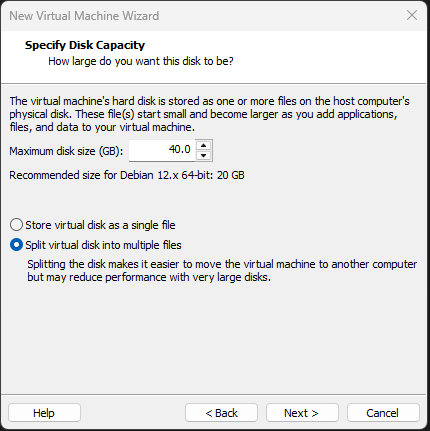 New Virtual Machine Wizard
Specify Disk Capacity
How large do you want this disk to be?
The virtual machine's hard disk is stored as one or more files on the host computer's
physical disk. These file(s) start small and become larger as you add applications,
files, and data to your virtual machine.
Maximum disk size (GB): 40.0
Recommended size for Debian 12.x 64-bit: 20 GB
Store virtual disk as a single file
Split virtual disk into multiple files
Splitting the disk makes it easier to move the virtual machine to another computer
but may reduce performance with very large disks.
Help < Back Next > Cancel